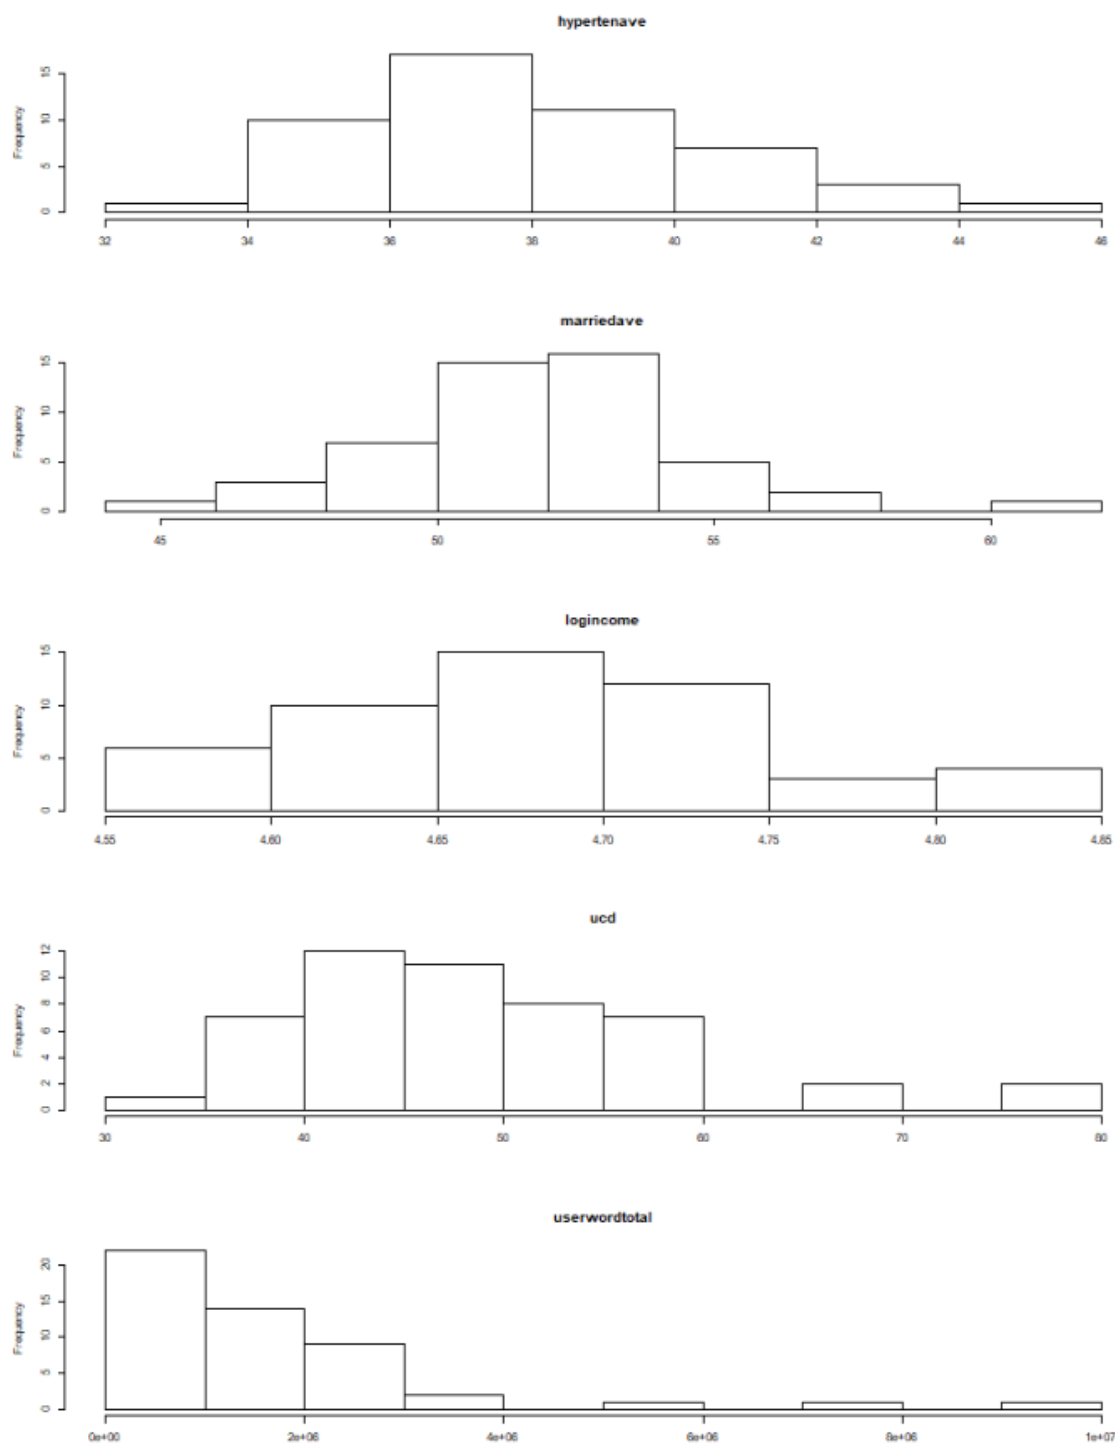 hypertenave
Frequency
0 5 10 15
32 34 36 38 40 42 44 46
marriedave
Frequency
0 5 10 15
45 50 55 60
logincome
Frequency
0 5 10 15
4.55 4.60 4.65 4.70 4.75 4.80 4.85
ucd
Frequency
0 2 4 6 8 10 12
30 40 50 60 70 80
userwordtotal
Frequency
0 5 10 15 20
0e+00 2e+06 4e+06 6e+06 8e+06 1e+07